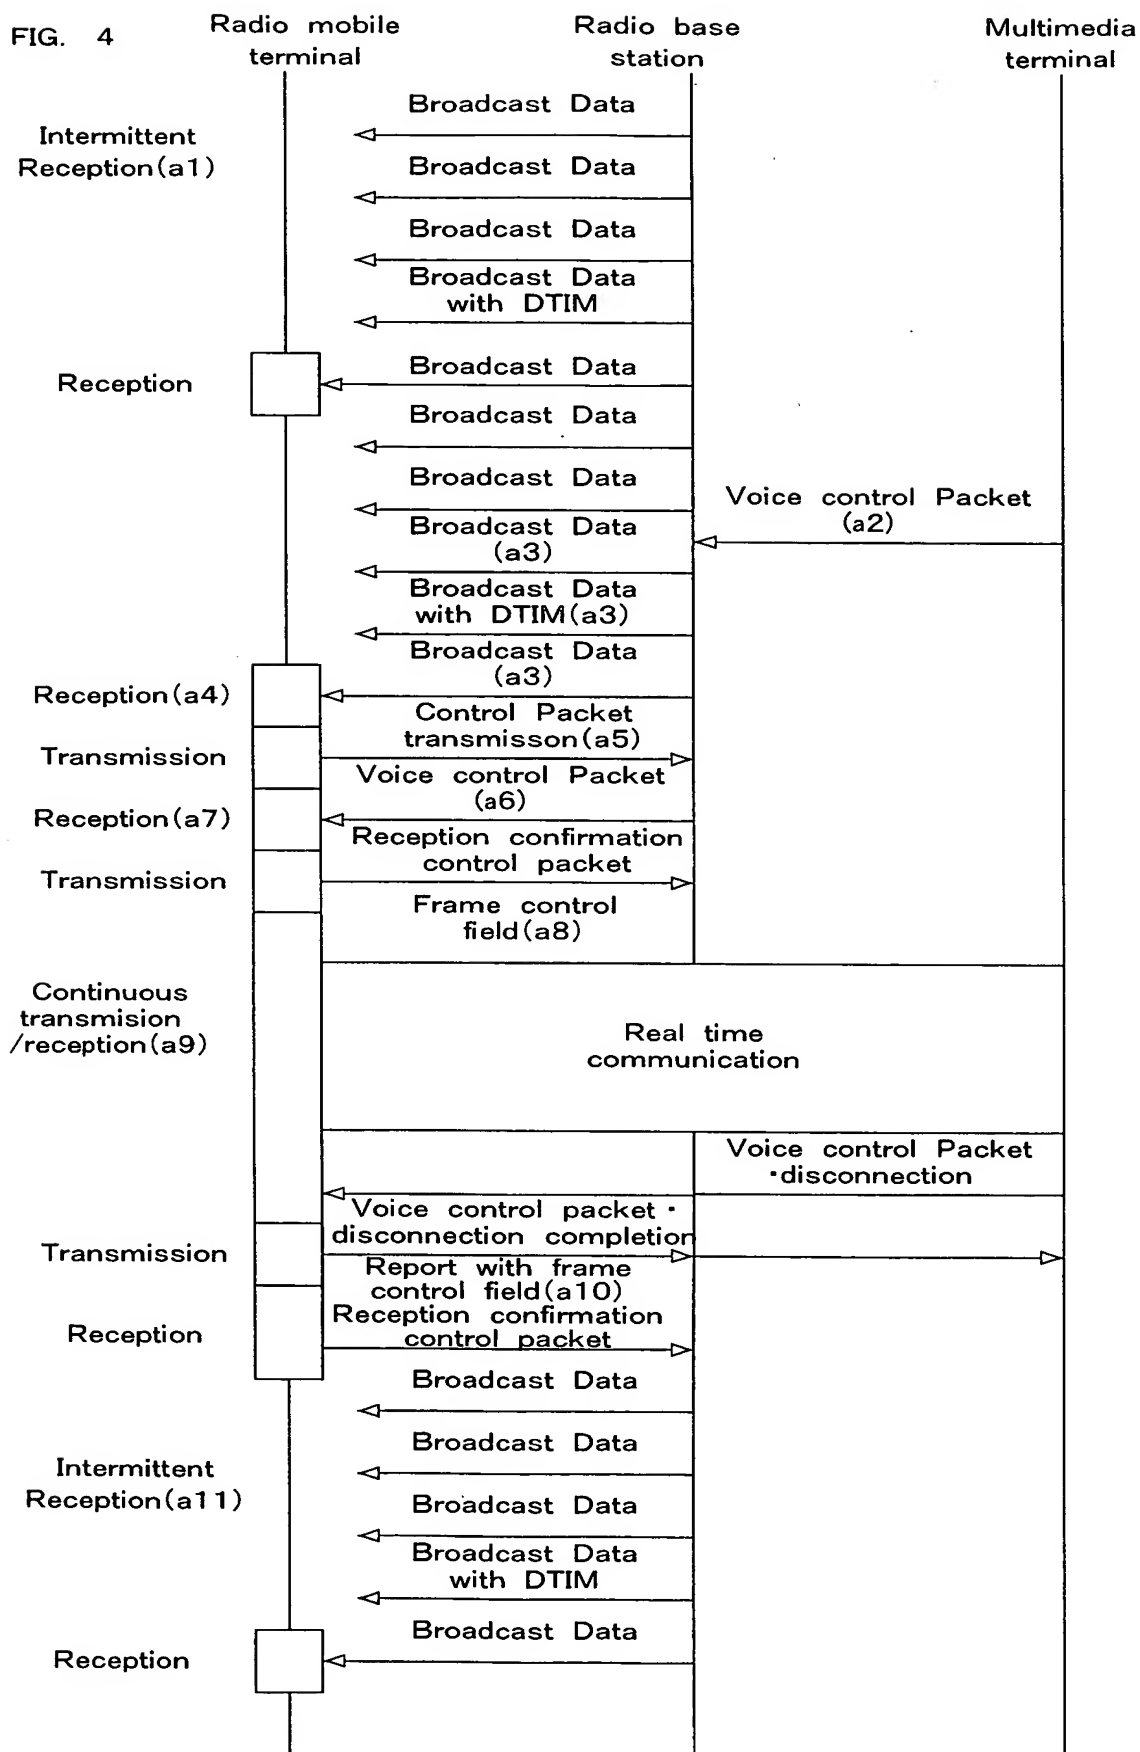 FIG. 4
Radio mobile
terminal
Radio base
station
Multimedia
terminal
Broadcast Data
Intermittent
Reception(a1)
Broadcast Data
Broadcast Data
Broadcast Data
with DTIM
Reception
Broadcast Data
Broadcast Data
Broadcast Data
Voice control Packet
(a2)
Broadcast Data
(a3)
Broadcast Data
with DTIM(a3)
Broadcast Data
(a3)
Reception(a4)
Control Packet
transmisson(a5)
Transmission
Voice control Packet
(a6)
Reception(a7)
Reception confirmation
control packet
Transmission
Frame control
field(a8)
Continuous
transmision
/reception(a9)
Real time
communication
Voice control Packet
･disconnection
Voice control packet･
disconnection completion
Transmission
Report with frame
control field(a10)
Reception confirmation
control packet
Reception
Broadcast Data
Broadcast Data
Intermittent
Reception(a11)
Broadcast Data
Broadcast Data
with DTIM
Broadcast Data
Reception